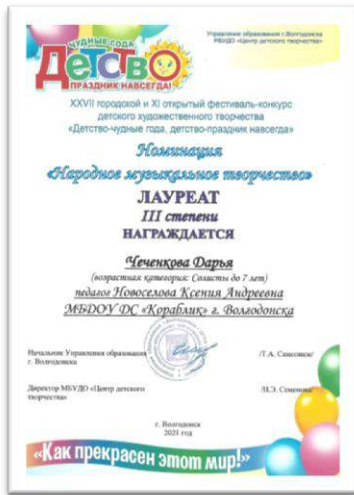 ЧУДНЫЕ ГОДА
ДЕТСТВО
ПРАЗДНИК НАВСЕГДА!
Управление образования г.Волгодонска
МБУДО «Центр детского творчества»
XXVII городской и XI открытый фестиваль-конкурс
детского художественного творчества
«Детство-чудные года, детство-праздник навсегда»
Номинация
«Народное музыкальное творчество»
ЛАУРЕАТ
III степени
НАГРАЖДАЕТСЯ
Чеченкова Дарья
(возрастная категория: Солисты до 7 лет)
педагог Новоселова Ксения Андреевна
МБДОУ ДС «Кораблик» г. Волгодонска
Начальник Управления образования
г. Волгодонска
/Т.А. Самсонюк/
Директор МБУДО «Центр детского
творчества»
г. Волгодонск
2021 год
«Как прекрасен этот мир!»